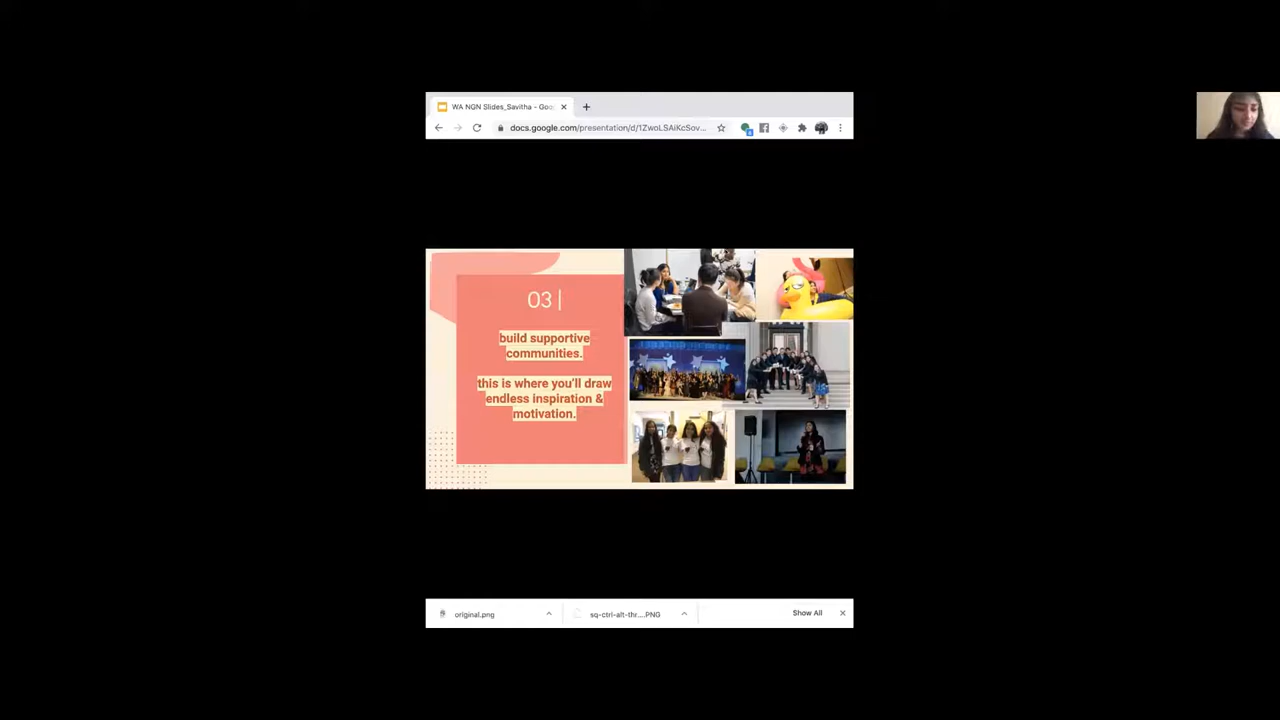 WA NGN Slides_Savitha - Goo
docs.google.com/presentation/d/1ZwoLSAiKcSov...
03 |
build supportive
communities.
this is where you'll draw
endless inspiration &
motivation.
original.png
sq-ctrl-alt-thr....PNG
Show All